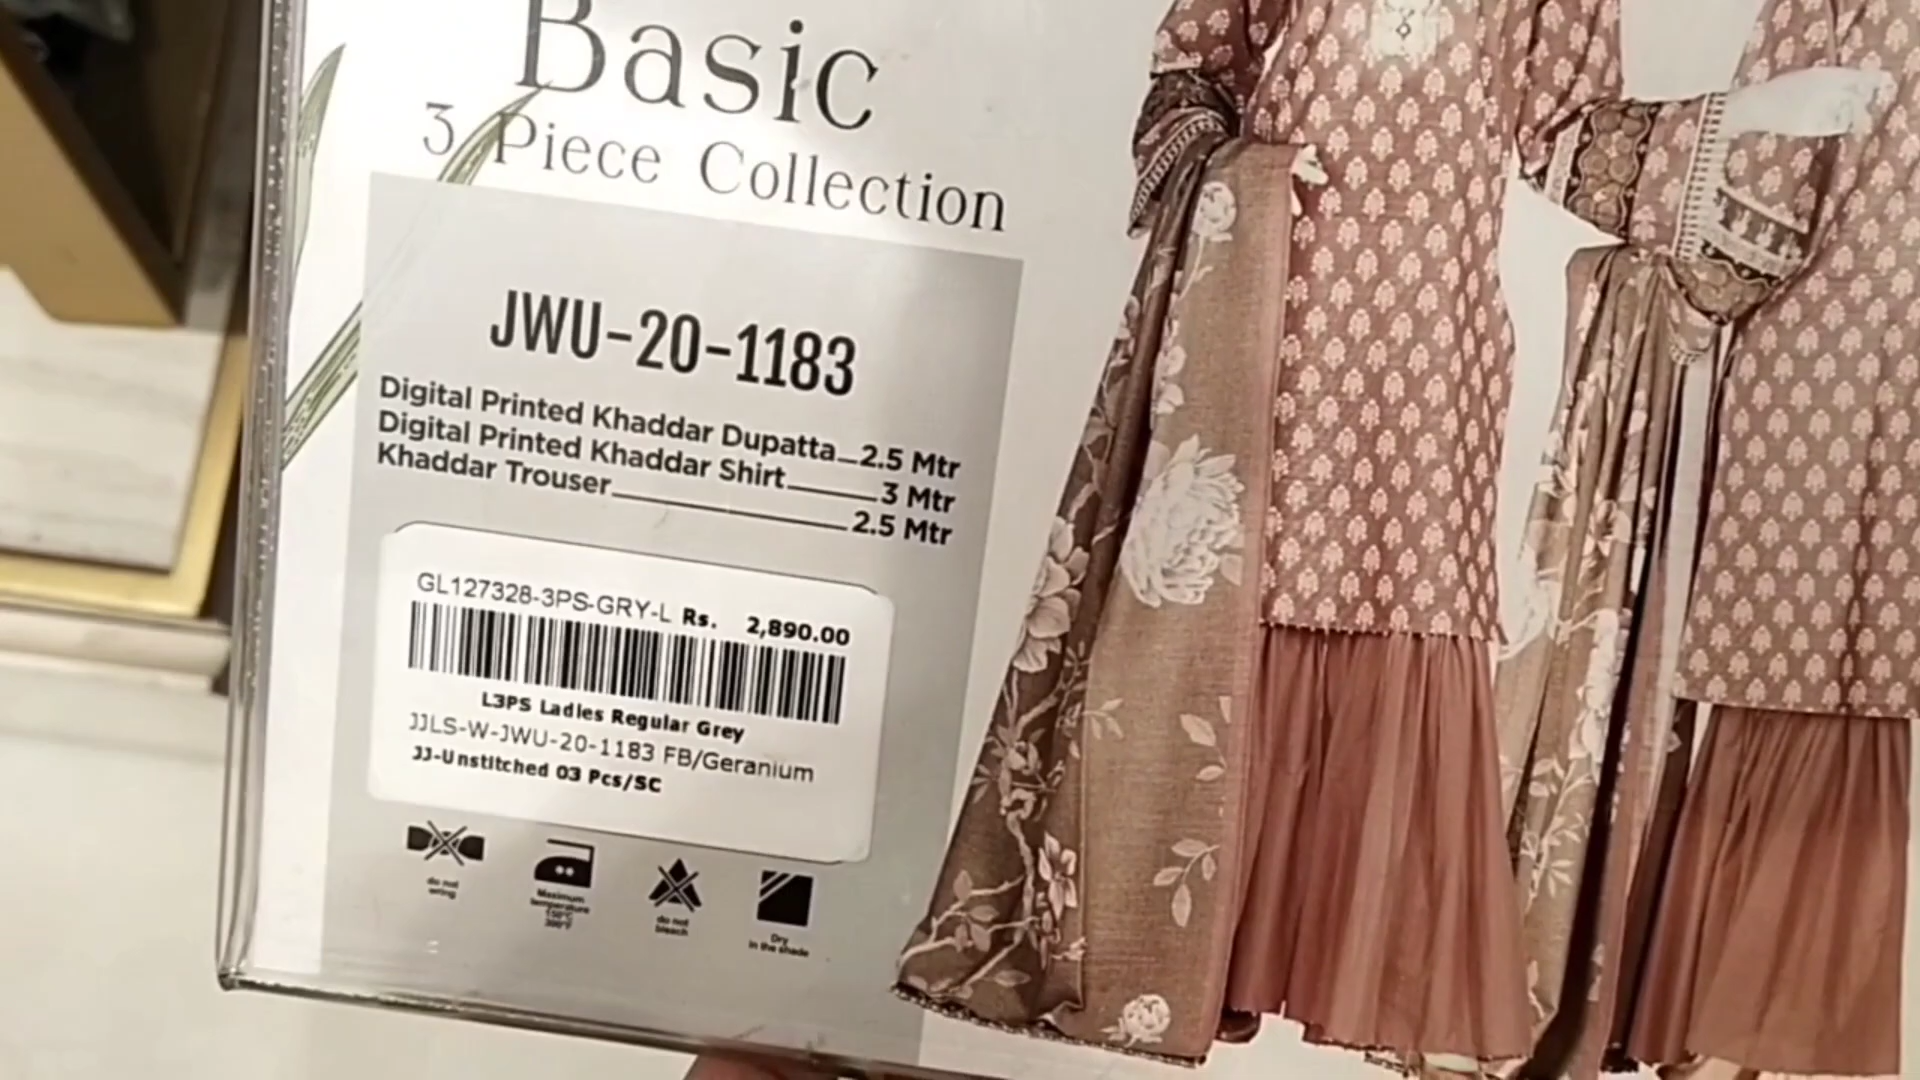 Basic
3 Piece Collection
JWU-20-1183
Digital Printed Khaddar Dupatta 2.5 Mtr
Digital Printed Khaddar Shirt 3 Mtr
Khaddar Trouser 2.5 Mtr
GL127328-3PS-GRY-L Rs. 2,890.00
L3PS Ladies Regular Grey
JJLS-W-JWU-20-1183 FB/Geranium
JJ-Unstitched 03 Pcs/SC
do not wring
Maximum temperature 150°C 300°F
do not bleach
Dry in the shade